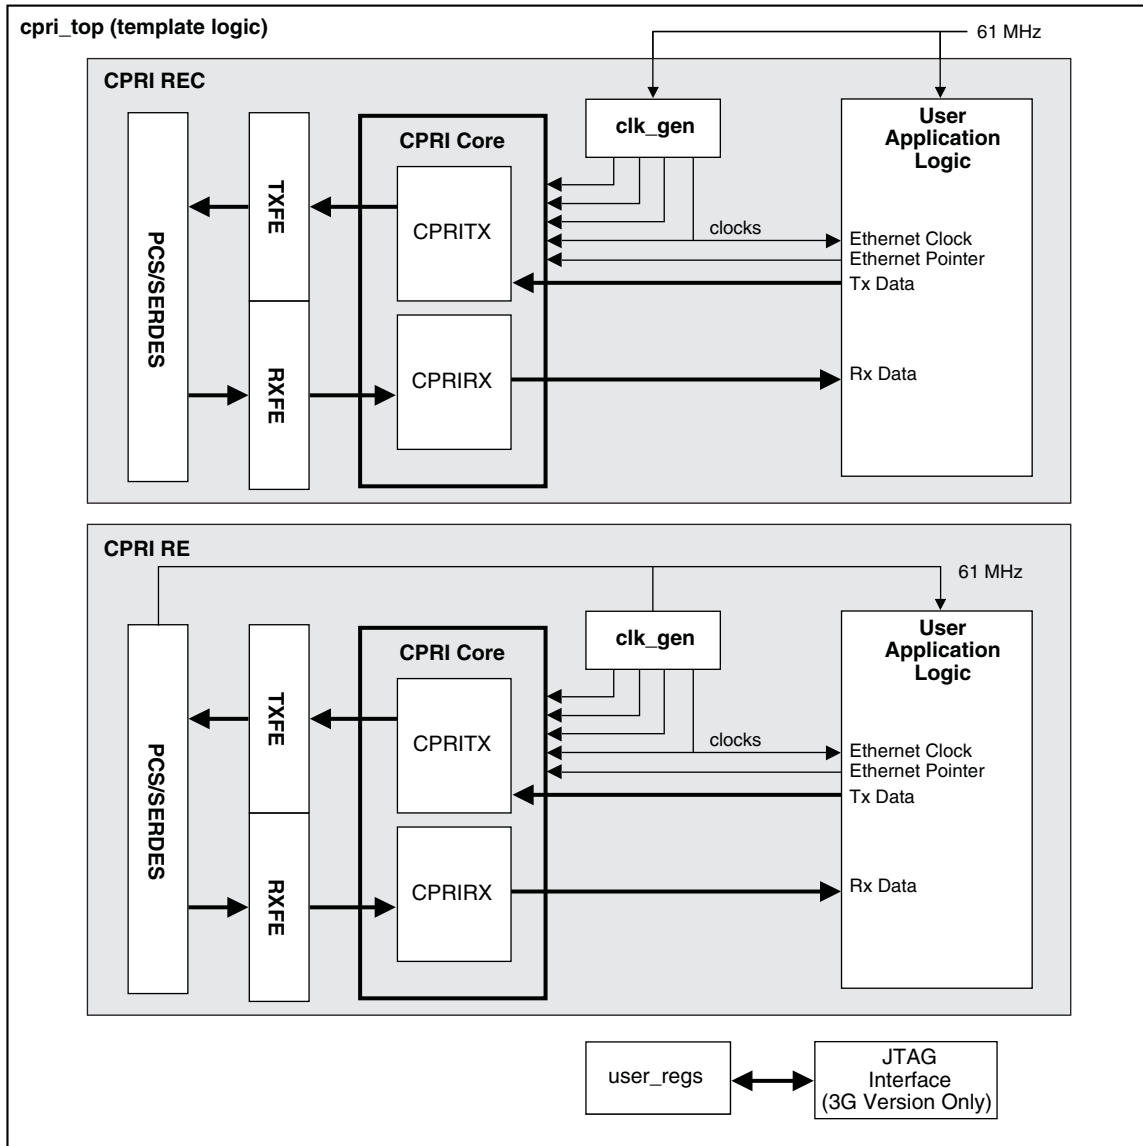 cpri_top (template logic)
61 MHz
CPRI REC
clk_gen
User
Application
Logic
CPRI Core
TXFE
CPRITX
PCS/SERDES
clocks
Ethernet Clock
Ethernet Pointer
Tx Data
RXFE
CPRIRX
Rx Data
CPRI RE
61 MHz
clk_gen
User
Application
Logic
CPRI Core
TXFE
CPRITX
PCS/SERDES
clocks
Ethernet Clock
Ethernet Pointer
Tx Data
RXFE
CPRIRX
Rx Data
user_regs
JTAG
Interface
(3G Version Only)